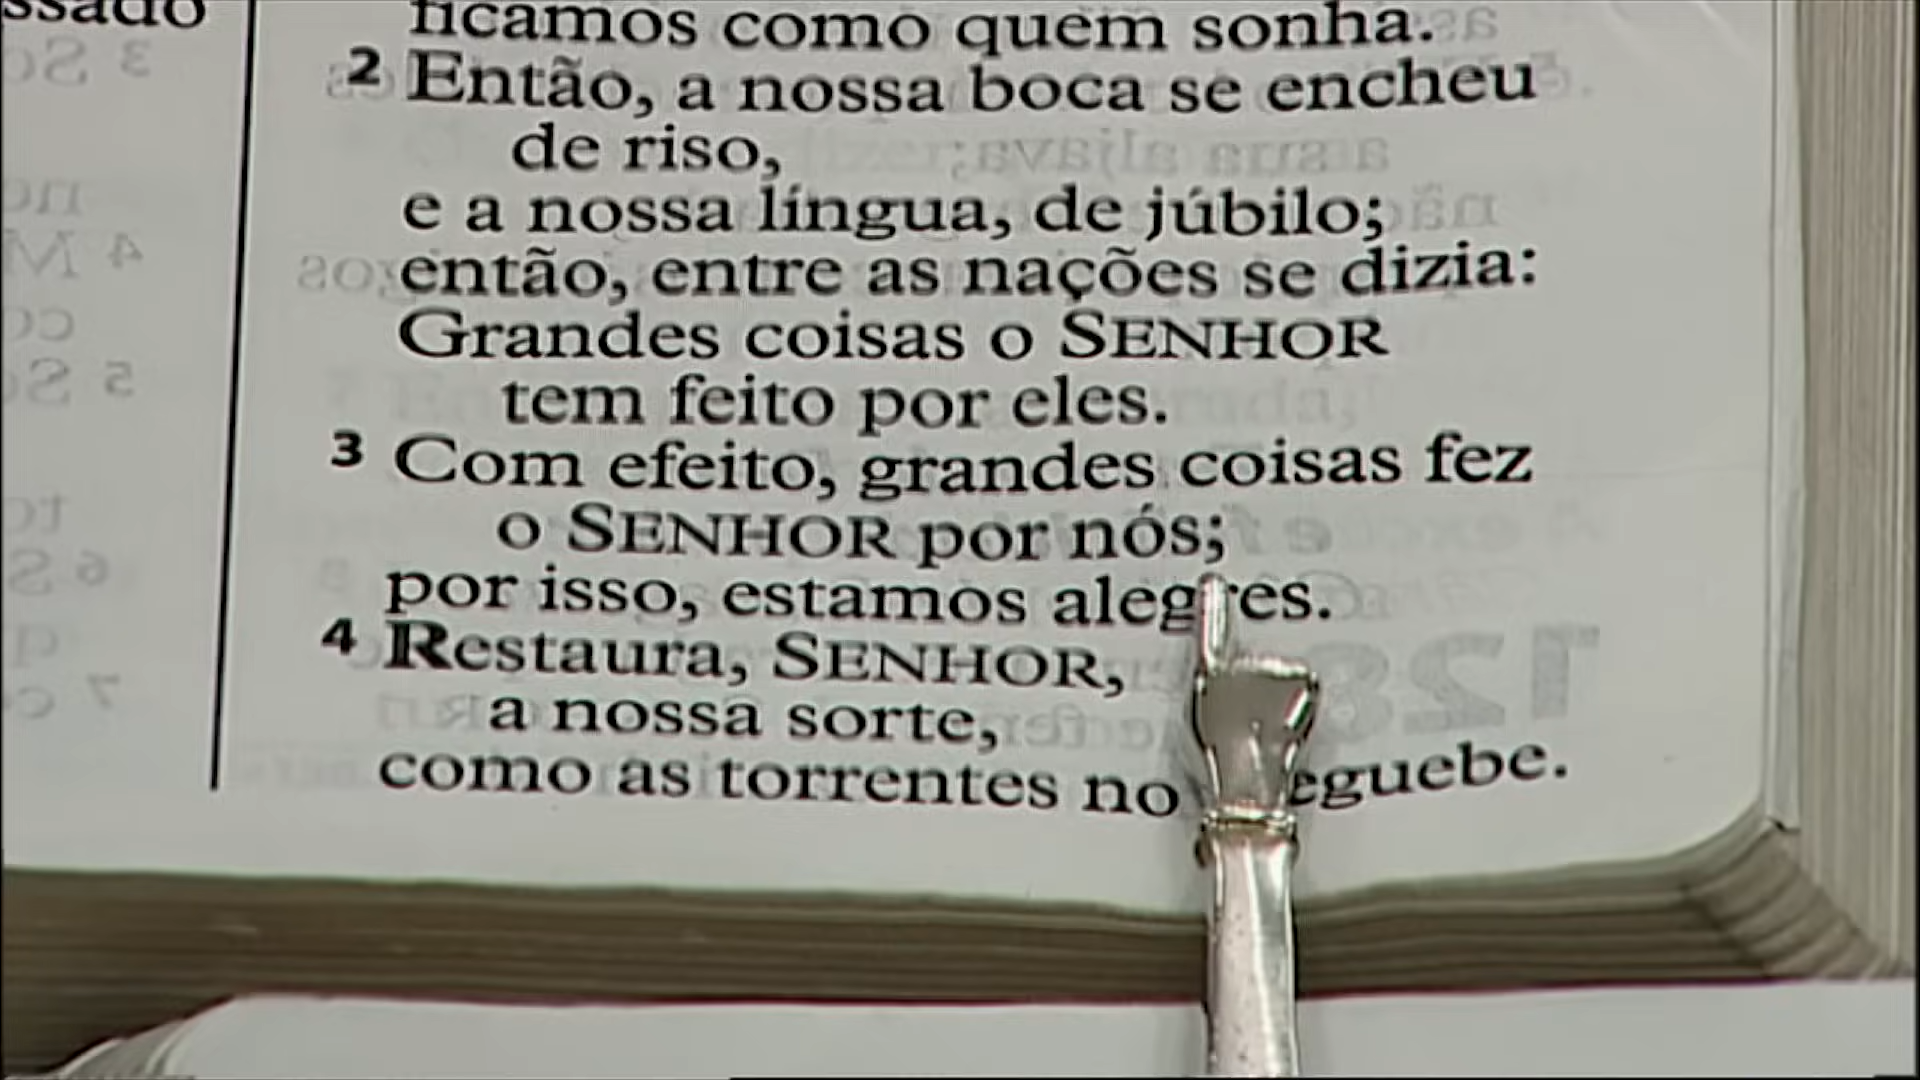 ficamos como quem sonha.
2 Então, a nossa boca se encheu
de riso,
e a nossa língua, de júbilo;
então, entre as nações se dizia:
Grandes coisas o SENHOR
tem feito por eles.
3 Com efeito, grandes coisas fez
o SENHOR por nós;
por isso, estamos alegres.
4 Restaura, SENHOR,
a nossa sorte,
como as torrentes no